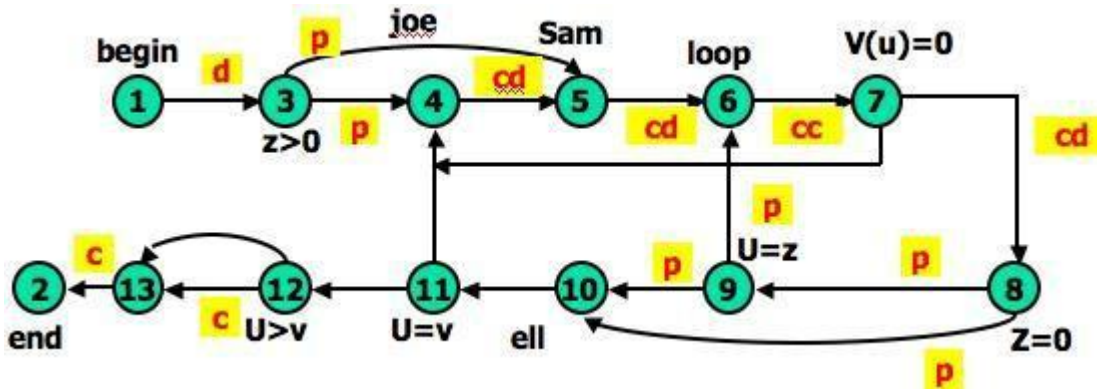 joe
p
Sam
begin
loop
V(u)=0
d
cd
1
3
4
5
6
7
z>0
p
cd
cc
cd
p
U=z
c
p
p
2
13
12
11
10
9
8
end
c
U>v
U=v
ell
Z=0
p